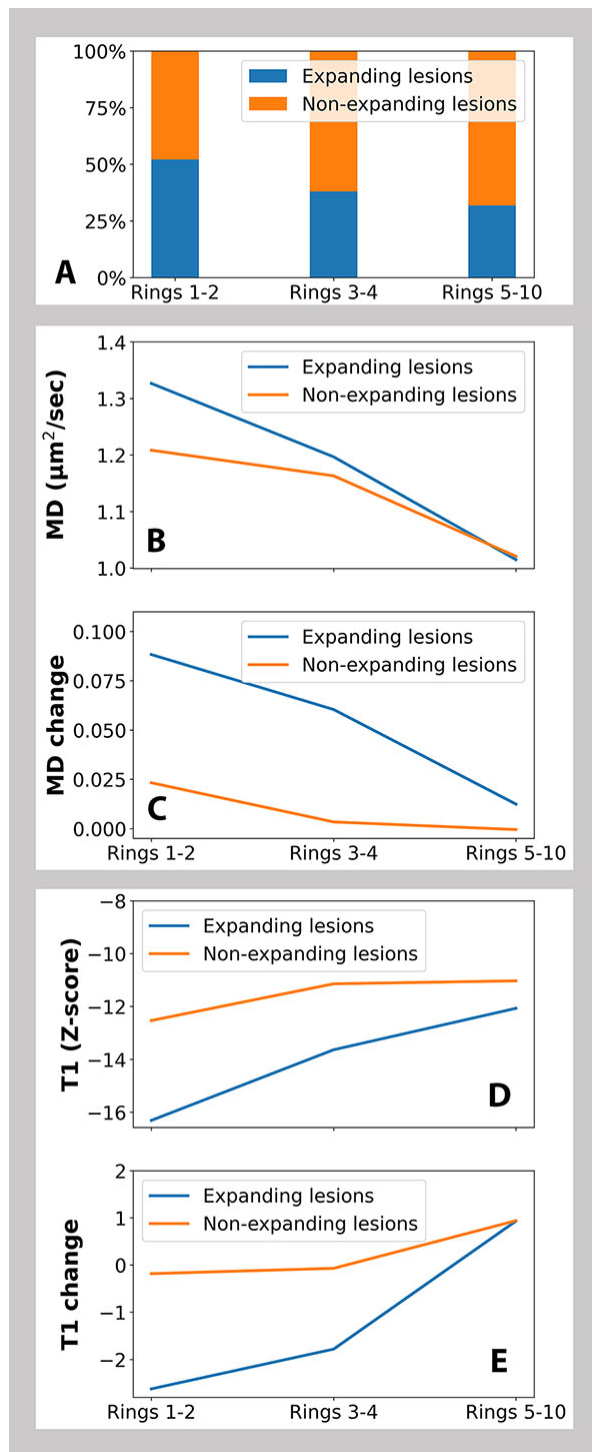 100%
75%
50%
25%
0%
Expanding lesions
Non-expanding lesions
A
Rings 1-2 Rings 3-4 Rings 5-10
MD (μm²/sec)
1.4
1.3
1.2
1.1
1.0
Expanding lesions
Non-expanding lesions
B
MD change
0.100
0.075
0.050
0.025
0.000
Expanding lesions
Non-expanding lesions
C
Rings 1-2 Rings 3-4 Rings 5-10
T1 (Z-score)
−8
−10
−12
−14
−16
Expanding lesions
Non-expanding lesions
D
T1 change
2
1
0
−1
−2
Expanding lesions
Non-expanding lesions
E
Rings 1-2 Rings 3-4 Rings 5-10